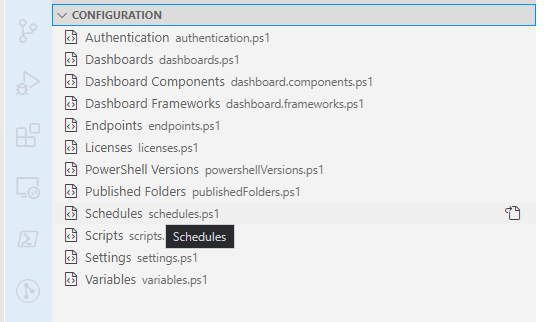 CONFIGURATION
Authentication authentication.ps1
Dashboards dashboards.ps1
Dashboard Components dashboard.components.ps1
Dashboard Frameworks dashboard.frameworks.ps1
Endpoints endpoints.ps1
Licenses licenses.ps1
PowerShell Versions powershellVersions.ps1
Published Folders publishedFolders.ps1
Schedules schedules.ps1
Scripts scripts. Schedules
Settings settings.ps1
Variables variables.ps1